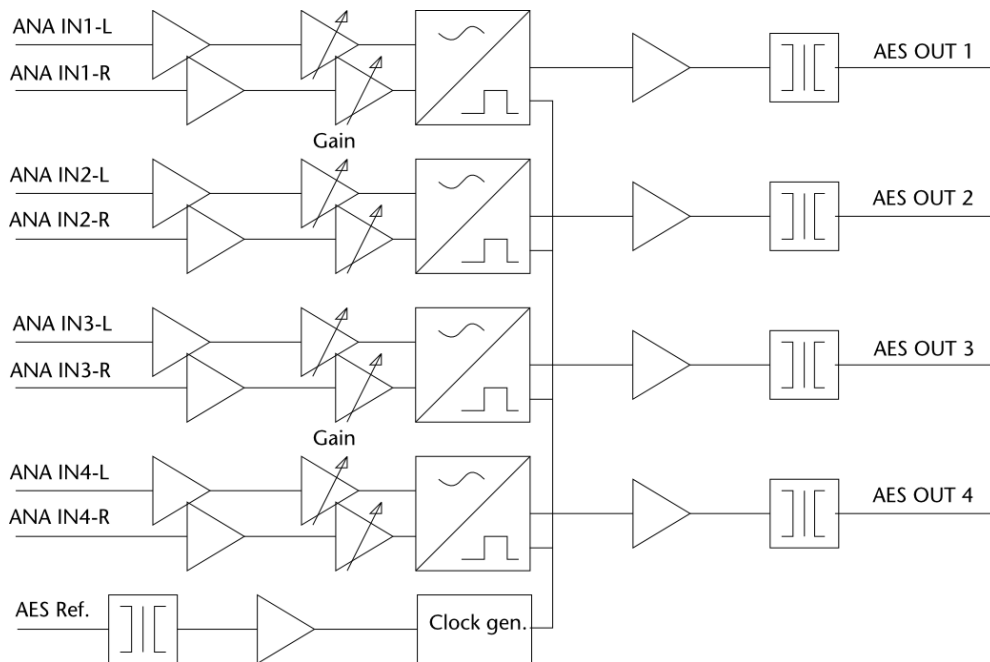 ANA IN1-L
AES OUT 1
ANA IN1-R
Gain
ANA IN2-L
AES OUT 2
ANA IN2-R
ANA IN3-L
AES OUT 3
ANA IN3-R
Gain
ANA IN4-L
AES OUT 4
ANA IN4-R
AES Ref.
Clock gen.